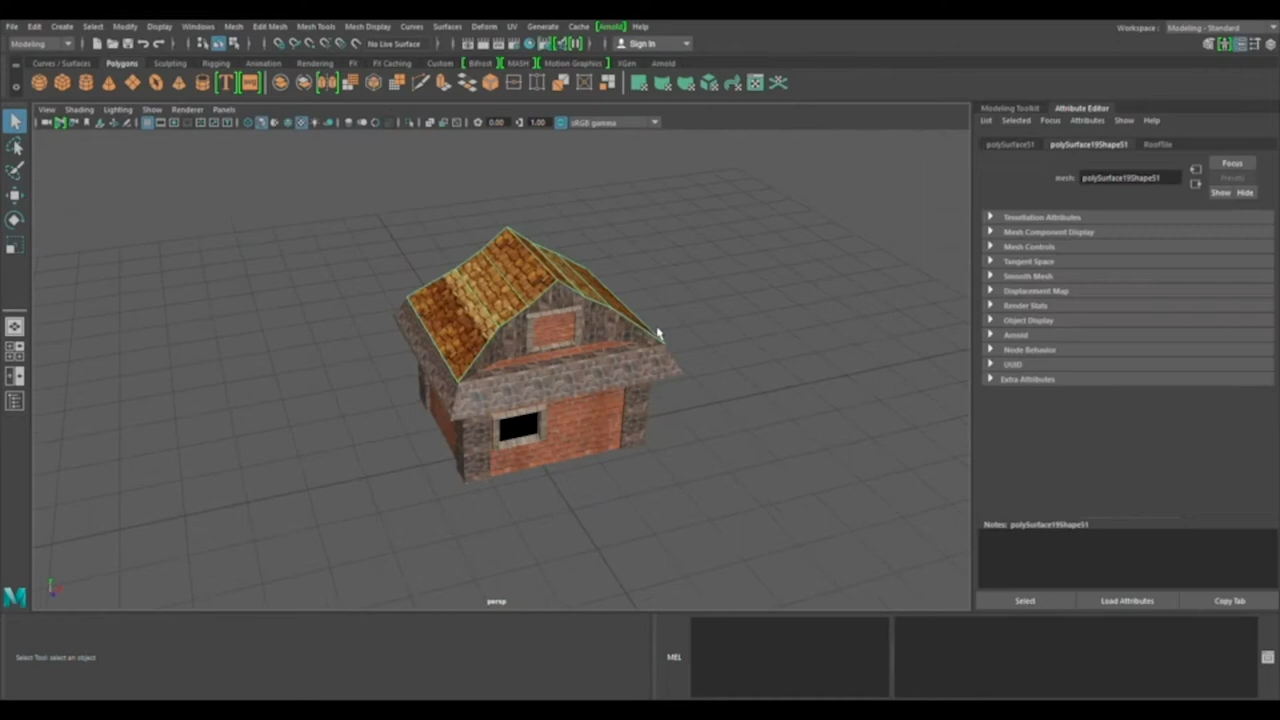 File Edit Create Select Modify Display Windows Mesh Edit Mesh Mesh Tools Mesh Display Curves Surfaces Deform UV Generate Cache [Arnold] Help
Workspace : Modeling - Standard
Modeling No Live Surface Sign In
Curves / Surfaces Polygons Sculpting Rigging Animation Rendering FX FX Caching Custom Bifrost MASH Motion Graphics XGen Arnold
View Shading Lighting Show Renderer Panels
0.00 1.00 sRGB gamma
Modeling Toolkit Attribute Editor
List Selected Focus Attributes Show Help
polySurface51 polySurface19Shape51 RoofTile
Focus
mesh: polySurface19Shape51 Presets
Show Hide
Tessellation Attributes
Mesh Component Display
Mesh Controls
Tangent Space
Smooth Mesh
Displacement Map
Render Stats
Object Display
Arnold
Node Behavior
UUID
Extra Attributes
Notes: polySurface19Shape51
Select Load Attributes Copy Tab
persp
Select Tool: select an object
MEL